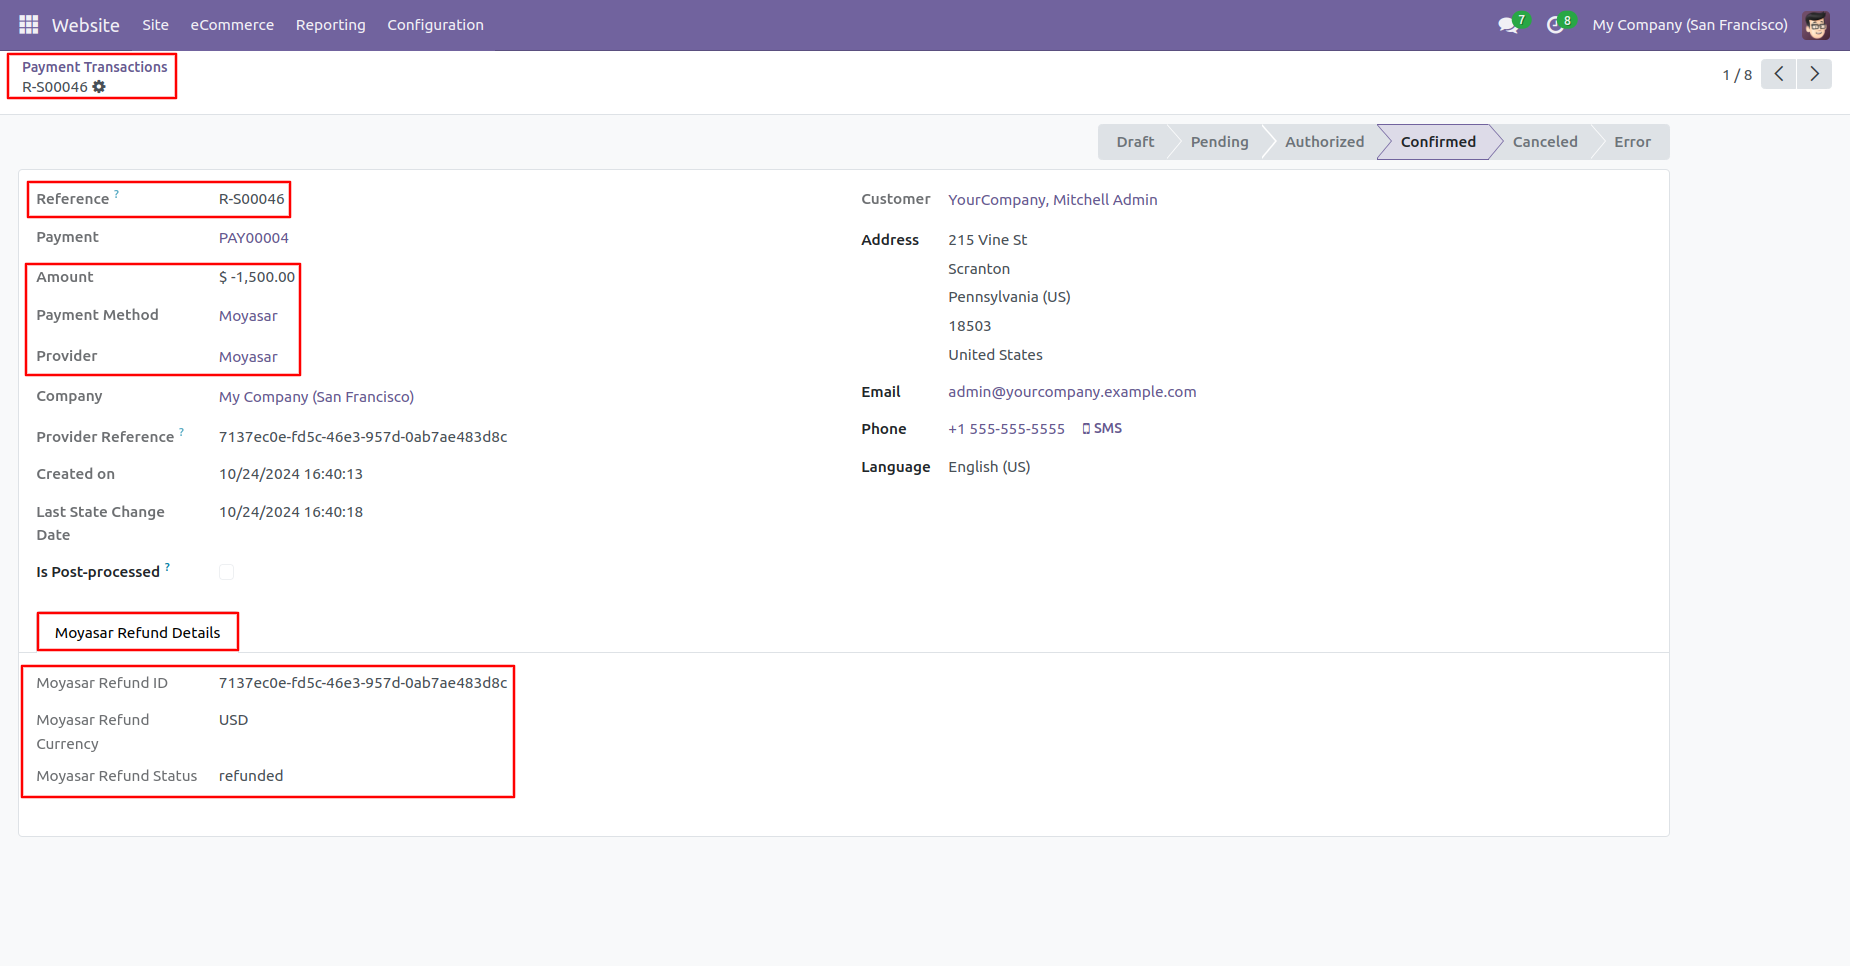 Website Site eCommerce Reporting Configuration 7 8 My Company (San Francisco)
Payment Transactions
R-S00046
1 / 8
Draft Pending Authorized Confirmed Canceled Error
Reference ? R-S00046
Payment PAY00004
Amount $ -1,500.00
Payment Method Moyasar
Provider Moyasar
Company My Company (San Francisco)
Provider Reference ? 7137ec0e-fd5c-46e3-957d-0ab7ae483d8c
Created on 10/24/2024 16:40:13
Last State Change
Date
10/24/2024 16:40:18
Is Post-processed ?
Customer YourCompany, Mitchell Admin
Address 215 Vine St
Scranton
Pennsylvania (US)
18503
United States
Email admin@yourcompany.example.com
Phone +1 555-555-5555 SMS
Language English (US)
Moyasar Refund Details
Moyasar Refund ID 7137ec0e-fd5c-46e3-957d-0ab7ae483d8c
Moyasar Refund
Currency
USD
Moyasar Refund Status refunded